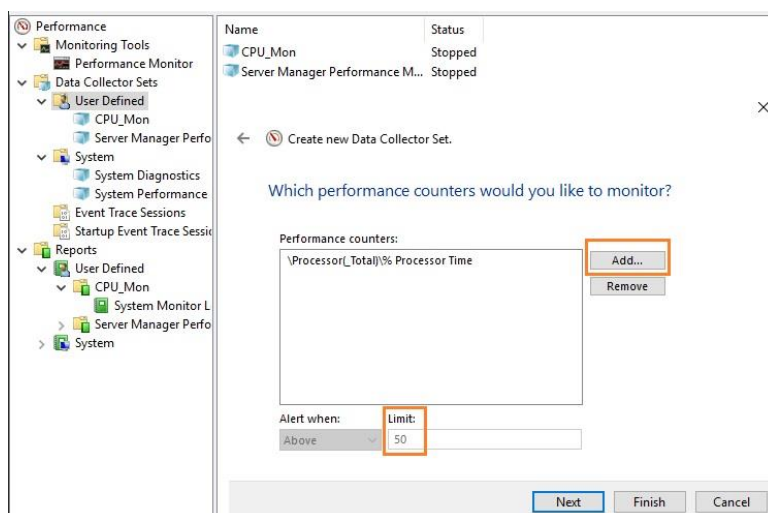 Performance
Monitoring Tools
Performance Monitor
Data Collector Sets
User Defined
CPU_Mon
Server Manager Perfo
System
System Diagnostics
System Performance
Event Trace Sessions
Startup Event Trace Sessic
Reports
User Defined
CPU_Mon
System Monitor L
Server Manager Perfo
System
Name Status
CPU_Mon Stopped
Server Manager Performance M... Stopped
Create new Data Collector Set.
Which performance counters would you like to monitor?
Performance counters:
\Processor(_Total)\% Processor Time
Add...
Remove
Alert when: Limit:
Above 50
Next Finish Cancel